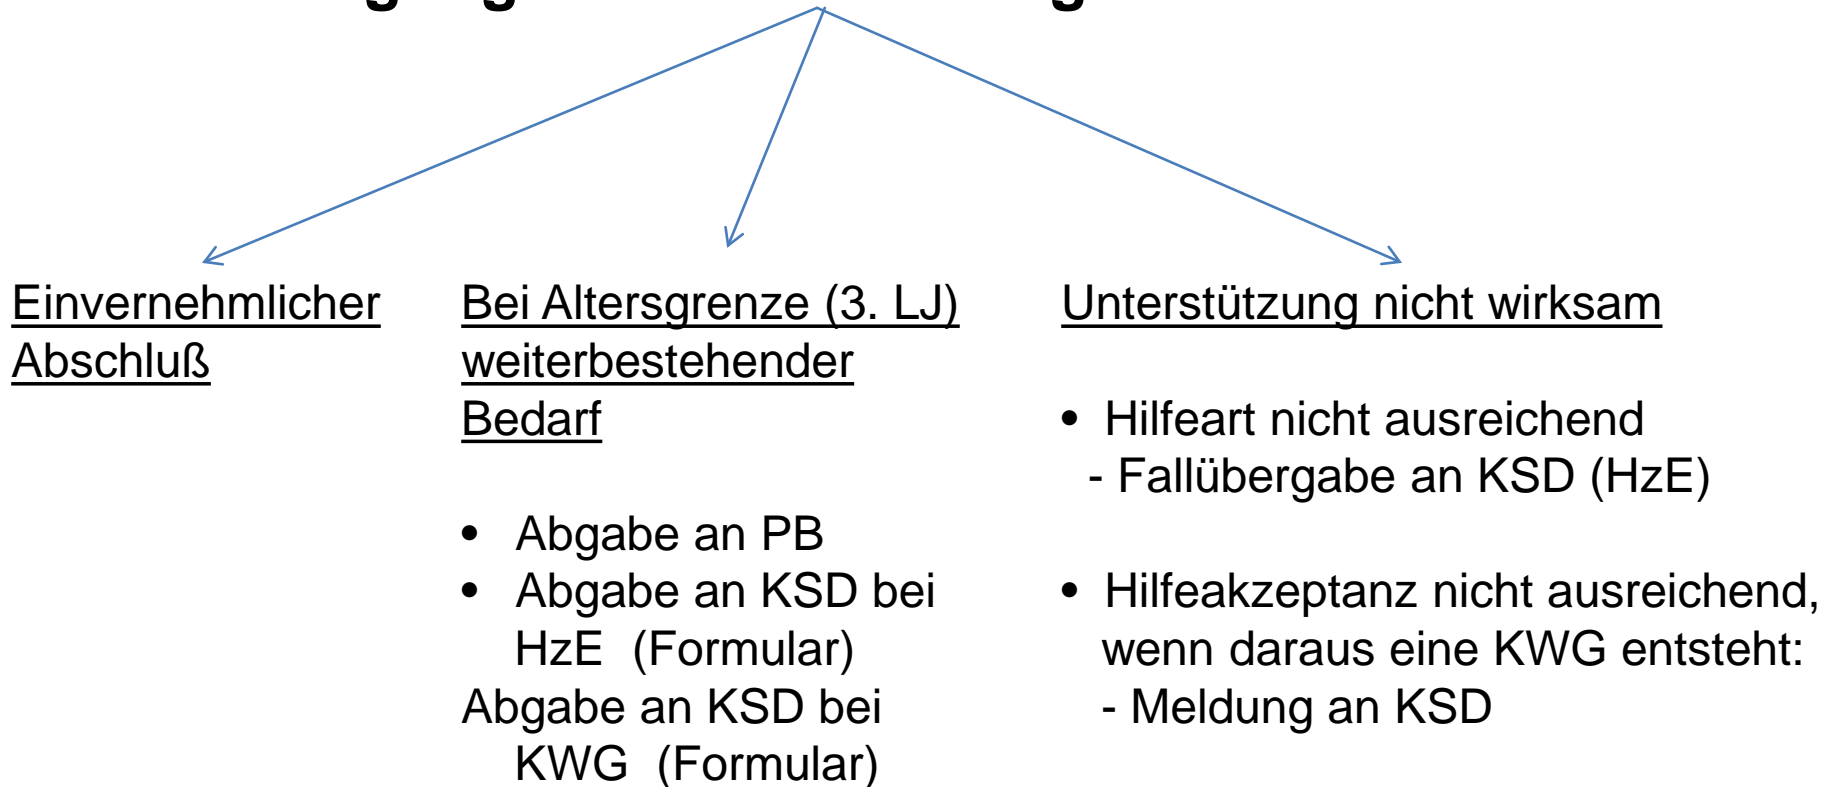 Einvernehmlicher
Abschluß
Bei Altersgrenze (3. LJ)
weiterbestehender
Bedarf
• Abgabe an PB
• Abgabe an KSD bei
HzE (Formular)
Abgabe an KSD bei
KWG (Formular)
Unterstützung nicht wirksam
• Hilfeart nicht ausreichend
- Fallübergabe an KSD (HzE)
• Hilfeakzeptanz nicht ausreichend,
wenn daraus eine KWG entsteht:
- Meldung an KSD